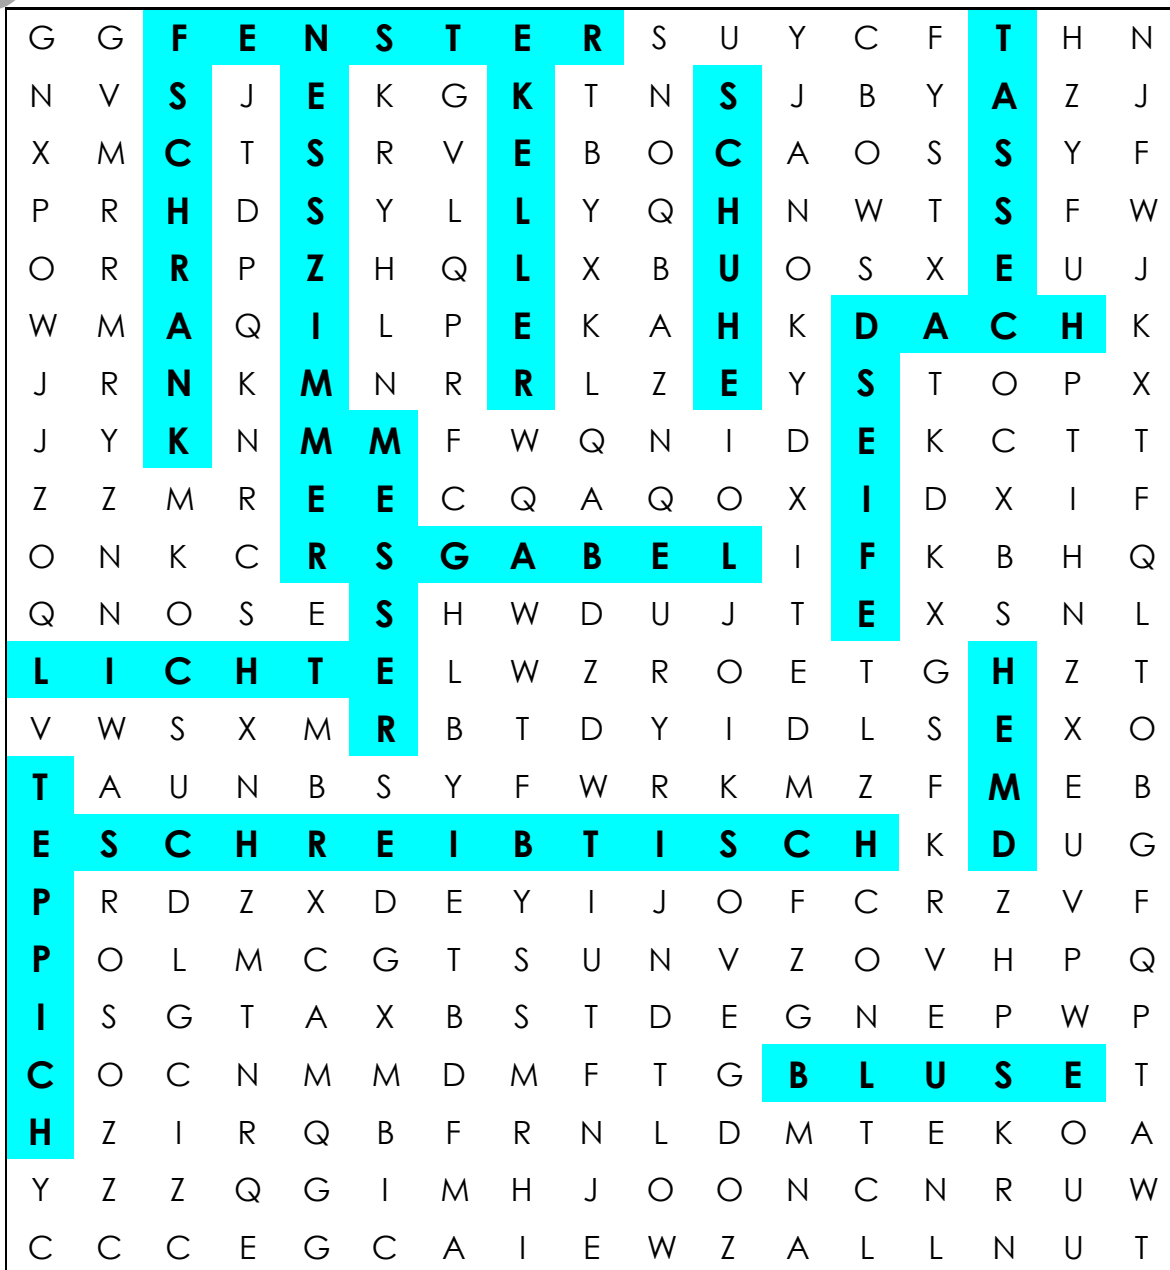 G G F E N S T E R S U Y C F T H N
N V S J E K G K T N S J B Y A Z J
X M C T S R V E B O C A O S S Y F
P R H D S Y L L Y Q H N W T S F W
O R R P Z H Q L X B U O S X E U J
W M A Q I L P E K A H K D A C H K
J R N K M N R R L Z E Y S T O P X
J Y K N M M F W Q N I D E K C T T
Z Z M R E E C Q A Q O X I D X I F
O N K C R S G A B E L I F K B H Q
Q N O S E S H W D U J T E X S N L
L I C H T E L W Z R O E T G H Z T
V W S X M R B T D Y I D L S E X O
T A U N B S Y F W R K M Z F M E B
E S C H R E I B T I S C H K D U G
P R D Z X D E Y I J O F C R Z V F
P O L M C G T S U N V Z O V H P Q
I S G T A X B S T D E G N E P W P
C O C N M M D M F T G B L U S E T
H Z I R Q B F R N L D M T E K O A
Y Z Z Q G I M H J O O N C N R U W
C C C E G C A I E W Z A L L N U T